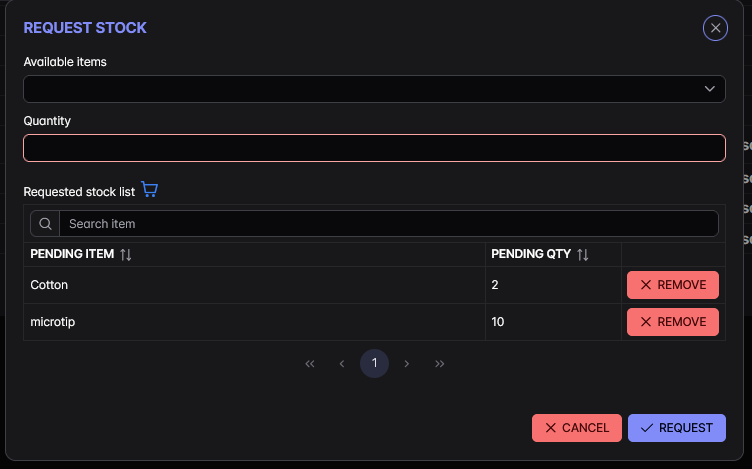 REQUEST STOCK
Available items
Quantity
Requested stock list
Search item
PENDING ITEM PENDING QTY
Cotton 2 REMOVE
microtip 10 REMOVE
« ‹ 1 › »
CANCEL REQUEST